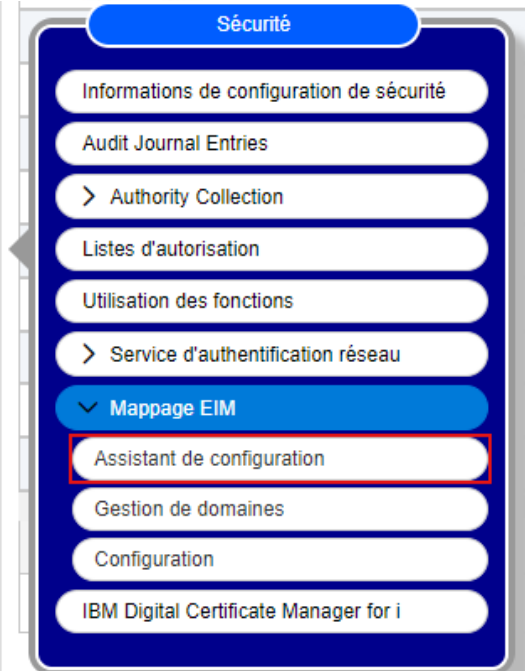 Sécurité
Informations de configuration de sécurité
Audit Journal Entries
Authority Collection
Listes d'autorisation
Utilisation des fonctions
Service d'authentification réseau
Mappage EIM
Assistant de configuration
Gestion de domaines
Configuration
IBM Digital Certificate Manager for i